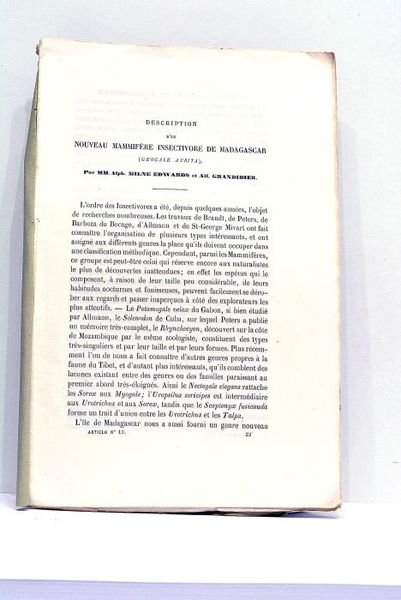 DESCRIPTION
D'UN
NOUVEAU MAMMIFÈRE INSECTIVORE DE MADAGASCAR
(GEOGALE AURITA),
Par MM. Alph. MILNE EDWARDS et Alf. GRANDIDIER.
L'ordre des Insectivores a été, depuis quelques années, l'objet
de recherches nombreuses. Les travaux de Brandt, de Peters, de
Barboza du Bocage, d'Allmann et de St-George Mivart ont fait
connaître l'organisation de plusieurs types intéressants, et ont
assigné aux différents genres la place qu'ils doivent occuper dans
une classification méthodique. Cependant, parmi les Mammifères,
ce groupe est peut-être celui qui réserve encore aux naturalistes
le plus de découvertes inattendues; en effet les espèces qui le
composent, à raison de leur taille peu considérable, de leurs
habitudes nocturnes et fouisseuses, peuvent facilement se déro-
ber aux regards et passer inaperçues à côté des explorateurs les
plus attentifs. — Le Potamogale velox du Gabon, si bien étudié
par Allmann, le Solenodon de Cuba, sur lequel Peters a publié
un mémoire très-complet, le Rhynchocyon, découvert sur la côte
de Mozambique par le même zoologiste, constituent des types
très-singuliers et par leur taille et par leurs formes. Plus récem-
ment l'on de nous a fait connaître d'autres genres propres à la
faune du Tibet, et d'autant plus intéressants, qu'ils comblent des
lacunes existant entre des genres ou des familles paraissant au
premier abord très-éloignés. Ainsi le Nectogale elegans rattache
les Sorex aux Myogale; l'Uropsilus soricipes est intermédiaire
aux Urotrichus et aux Sorex, tandis que le Scaptonyx fusicauda
forme un trait d'union entre les Urotrichus et les Talpa.
L'île de Madagascar nous a aussi fourni un genre nouveau
ARTICLE N° 15.